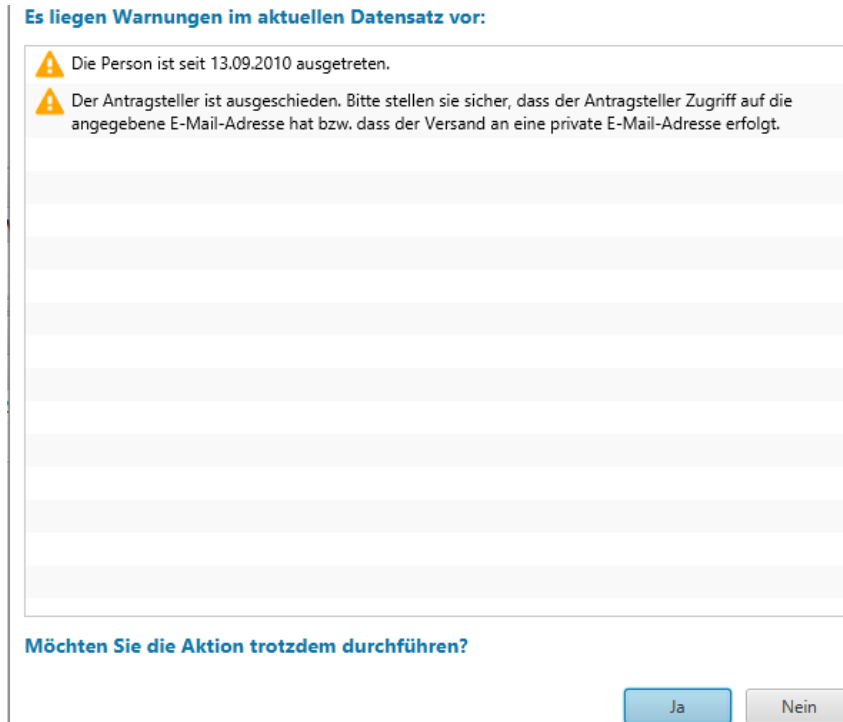 Es liegen Warnungen im aktuellen Datensatz vor:
Die Person ist seit 13.09.2010 ausgetreten.
Der Antragsteller ist ausgeschieden. Bitte stellen sie sicher, dass der Antragsteller Zugriff auf die
angegebene E-Mail-Adresse hat bzw. dass der Versand an eine private E-Mail-Adresse erfolgt.
Möchten Sie die Aktion trotzdem durchführen?
Ja
Nein